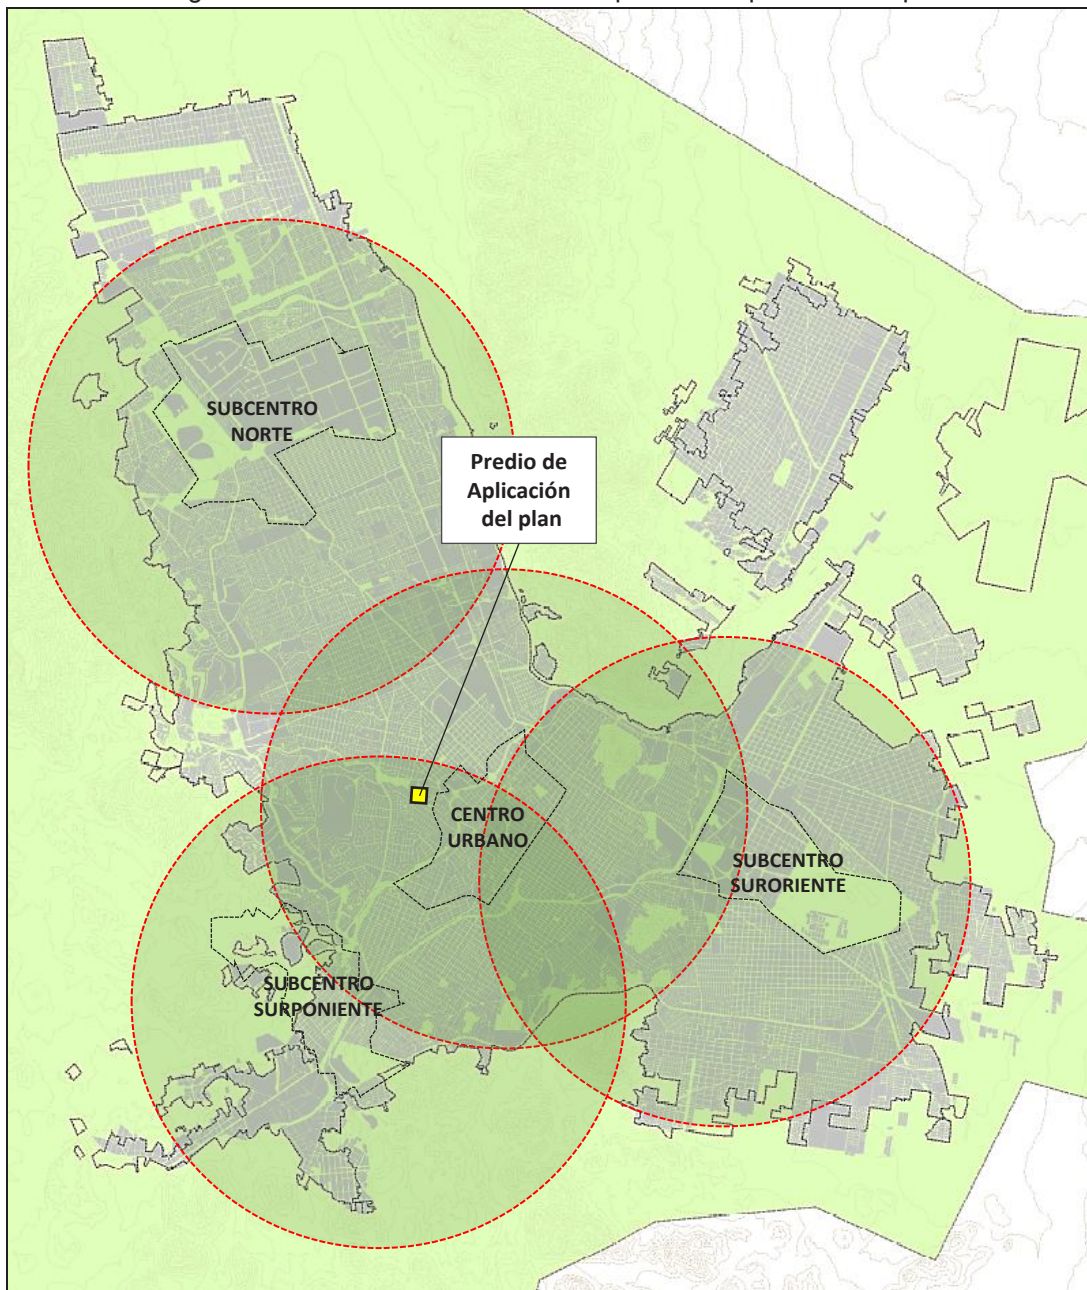 SUBCENTRO
NORTE
Predio de
Aplicación
del plan
CENTRO
URBANO
SUBCENTRO
SURORIENTE
SUBCENTRO
SURPONIENTE